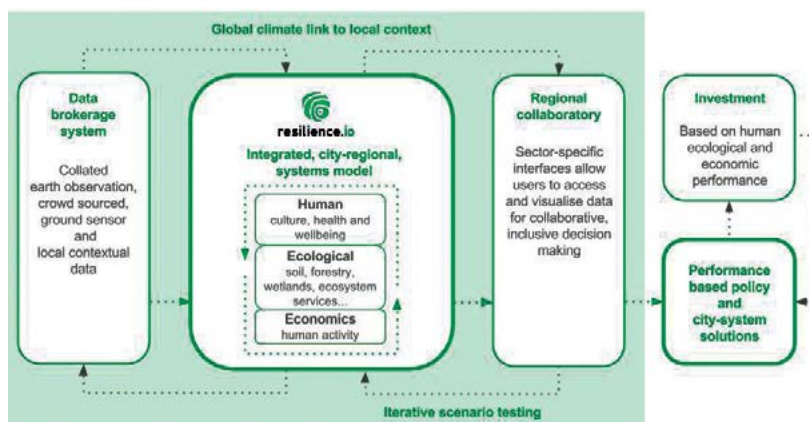 Global climate link to local context
Data
brokerage
system
Collated
earth observation,
crowd sourced,
ground sensor
and
local contextual
data
resilience.io
Integrated, city-regional,
systems model
Human
culture, health and
wellbeing
Ecological
soil, forestry,
wetlands, ecosystem
services...
Economics
human activity
Regional
collaboratory
Sector-specific
interfaces allow
users to access
and visualise data
for collaborative,
inclusive decision
making
Investment
Based on human
ecological and
economic
performance
Performance
based policy
and
city-system
solutions
Iterative scenario testing